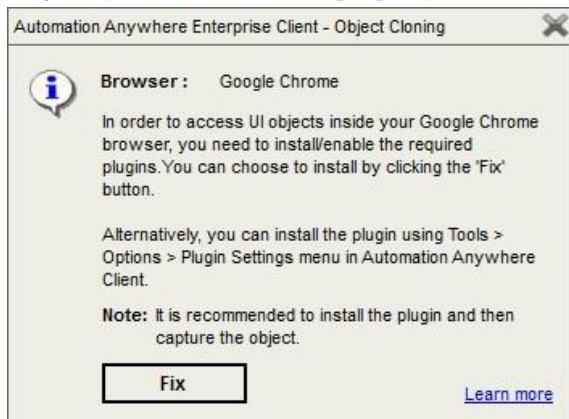 Automation Anywhere Enterprise Client - Object Cloning
Browser : Google Chrome
In order to access UI objects inside your Google Chrome
browser, you need to install/enable the required
plugins.You can choose to install by clicking the 'Fix'
button.
Alternatively, you can install the plugin using Tools >
Options > Plugin Settings menu in Automation Anywhere
Client.
Note: It is recommended to install the plugin and then
capture the object.
Fix
Learn more